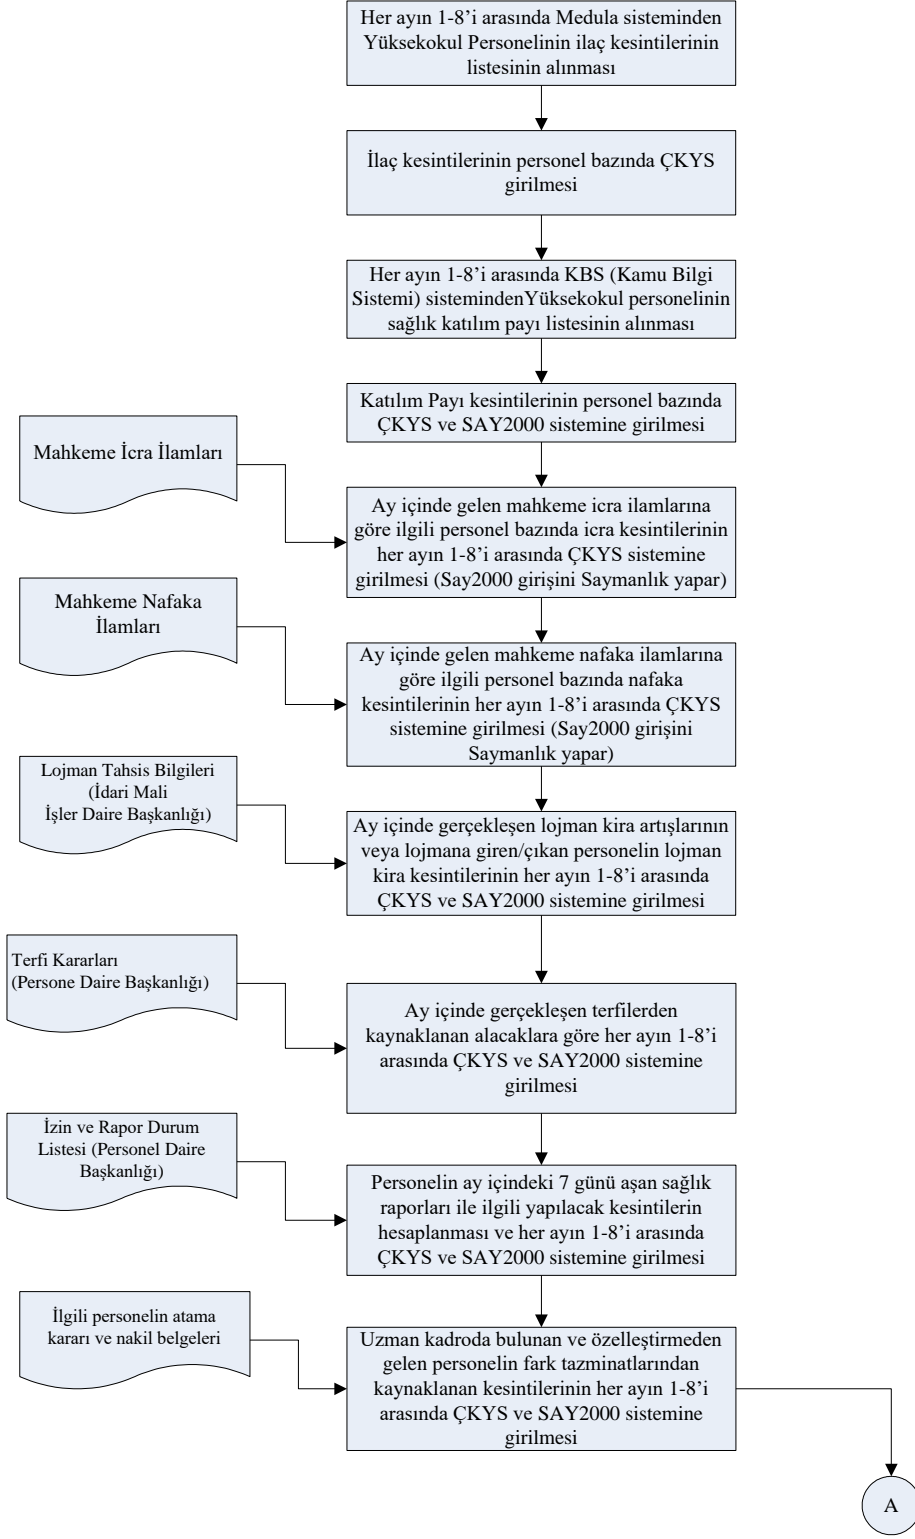 Her ayın 1-8’i arasında Medula sisteminden
Yüksekokul Personelinin ilaç kesintilerinin
listesinin alınması
İlaç kesintilerinin personel bazında ÇKYS
girilmesi
Her ayın 1-8’i arasında KBS (Kamu Bilgi
Sistemi) sistemindenYüksekokul personelinin
sağlık katılım payı listesinin alınması
Katılım Payı kesintilerinin personel bazında
ÇKYS ve SAY2000 sistemine girilmesi
Mahkeme İcra İlamları
Ay içinde gelen mahkeme icra ilamlarına
göre ilgili personel bazında icra kesintilerinin
her ayın 1-8’i arasında ÇKYS sistemine
girilmesi (Say2000 girişini Saymanlık yapar)
Mahkeme Nafaka
İlamları
Ay içinde gelen mahkeme nafaka ilamlarına
göre ilgili personel bazında nafaka
kesintilerinin her ayın 1-8’i arasında ÇKYS
sistemine girilmesi (Say2000 girişini
Saymanlık yapar)
Lojman Tahsis Bilgileri
(İdari Mali
İşler Daire Başkanlığı)
Ay içinde gerçekleşen lojman kira artışlarının
veya lojmana giren/çıkan personelin lojman
kira kesintilerinin her ayın 1-8’i arasında
ÇKYS ve SAY2000 sistemine girilmesi
Terfi Kararları
(Persone Daire Başkanlığı)
Ay içinde gerçekleşen terfilerden
kaynaklanan alacaklara göre her ayın 1-8’i
arasında ÇKYS ve SAY2000 sistemine
girilmesi
İzin ve Rapor Durum
Listesi (Personel Daire
Başkanlığı)
Personelin ay içindeki 7 günü aşan sağlık
raporları ile ilgili yapılacak kesintilerin
hesaplanması ve her ayın 1-8’i arasında
ÇKYS ve SAY2000 sistemine girilmesi
İlgili personelin atama
kararı ve nakil belgeleri
Uzman kadroda bulunan ve özelleştirmeden
gelen personelin fark tazminatlarından
kaynaklanan kesintilerinin her ayın 1-8’i
arasında ÇKYS ve SAY2000 sistemine
girilmesi
A